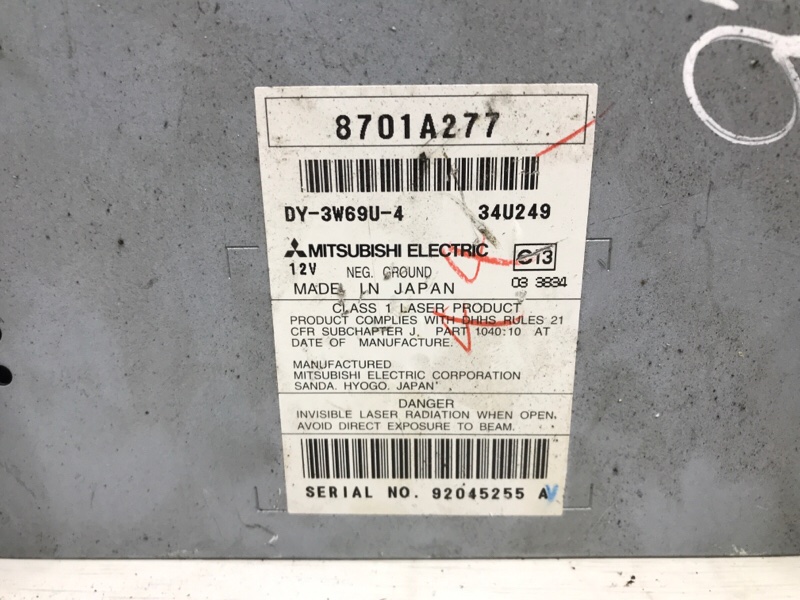 8701A277
DY-3W69U-4 34U249
MITSUBISHI ELECTRIC e13
12V NEG. GROUND 03 3834
MADE IN JAPAN
CLASS 1 LASER PRODUCT
PRODUCT COMPLIES WITH DHHS RULES 21
CFR SUBCHAPTER J, PART 1040:10 AT
DATE OF MANUFACTURE.
MANUFACTURED
MITSUBISHI ELECTRIC CORPORATION
SANDA. HYOGO. JAPAN
DANGER
INVISIBLE LASER RADIATION WHEN OPEN.
AVOID DIRECT EXPOSURE TO BEAM.
SERIAL NO. 92045255 A